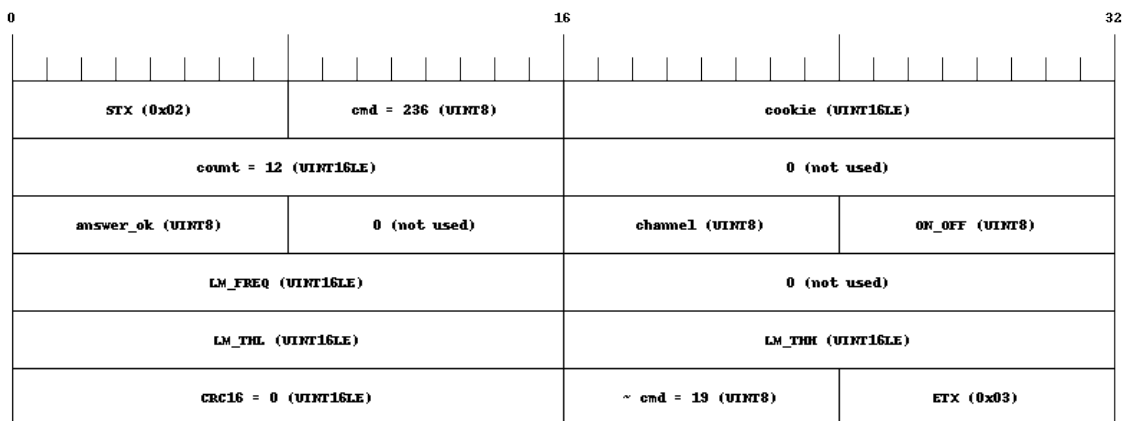 0 16 32
STX (0x02) cmd = 236 (UINT8) cookie (UINT16LE)
count = 12 (UINT16LE) 0 (not used)
answer_ok (UINT8) 0 (not used) channel (UINT8) ON_OFF (UINT8)
LM_FREQ (UINT16LE) 0 (not used)
LM_THL (UINT16LE) LM_THH (UINT16LE)
CRC16 = 0 (UINT16LE) ~ cmd = 19 (UINT8) ETX (0x03)